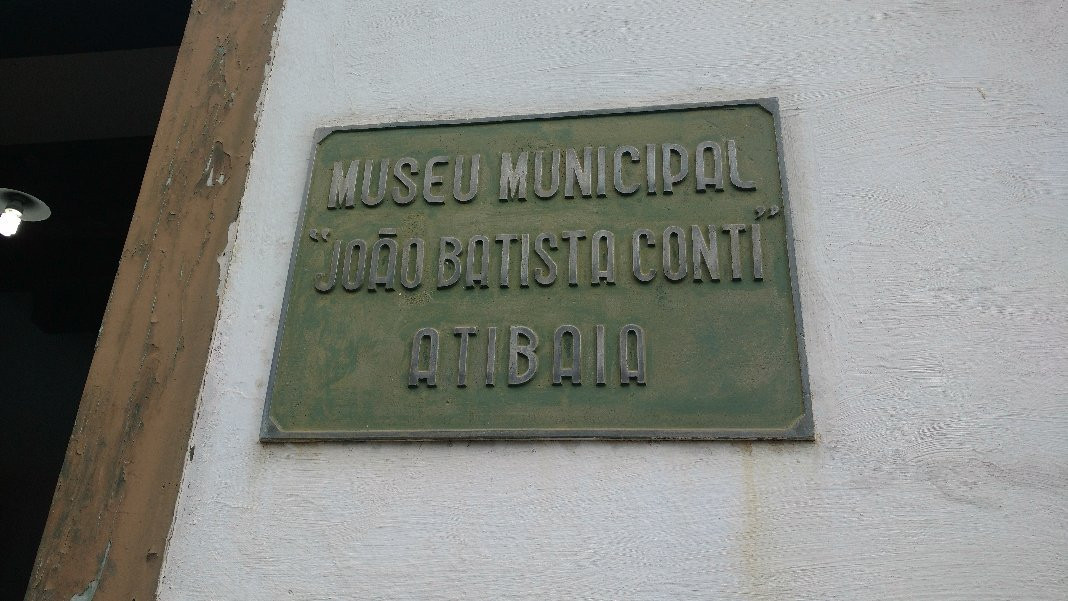 MUSEU MUNICIPAL
"JOÃO BATISTA CONTI"
ATIBAIA